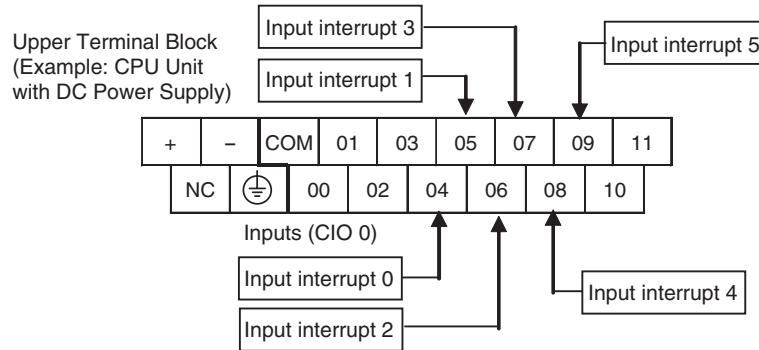 Upper Terminal Block
(Example: CPU Unit
with DC Power Supply)
Input interrupt 3
Input interrupt 1
Input interrupt 5
+ − COM 01 03 05 07 09 11
NC 00 02 04 06 08 10
Inputs (CIO 0)
Input interrupt 0
Input interrupt 2
Input interrupt 4